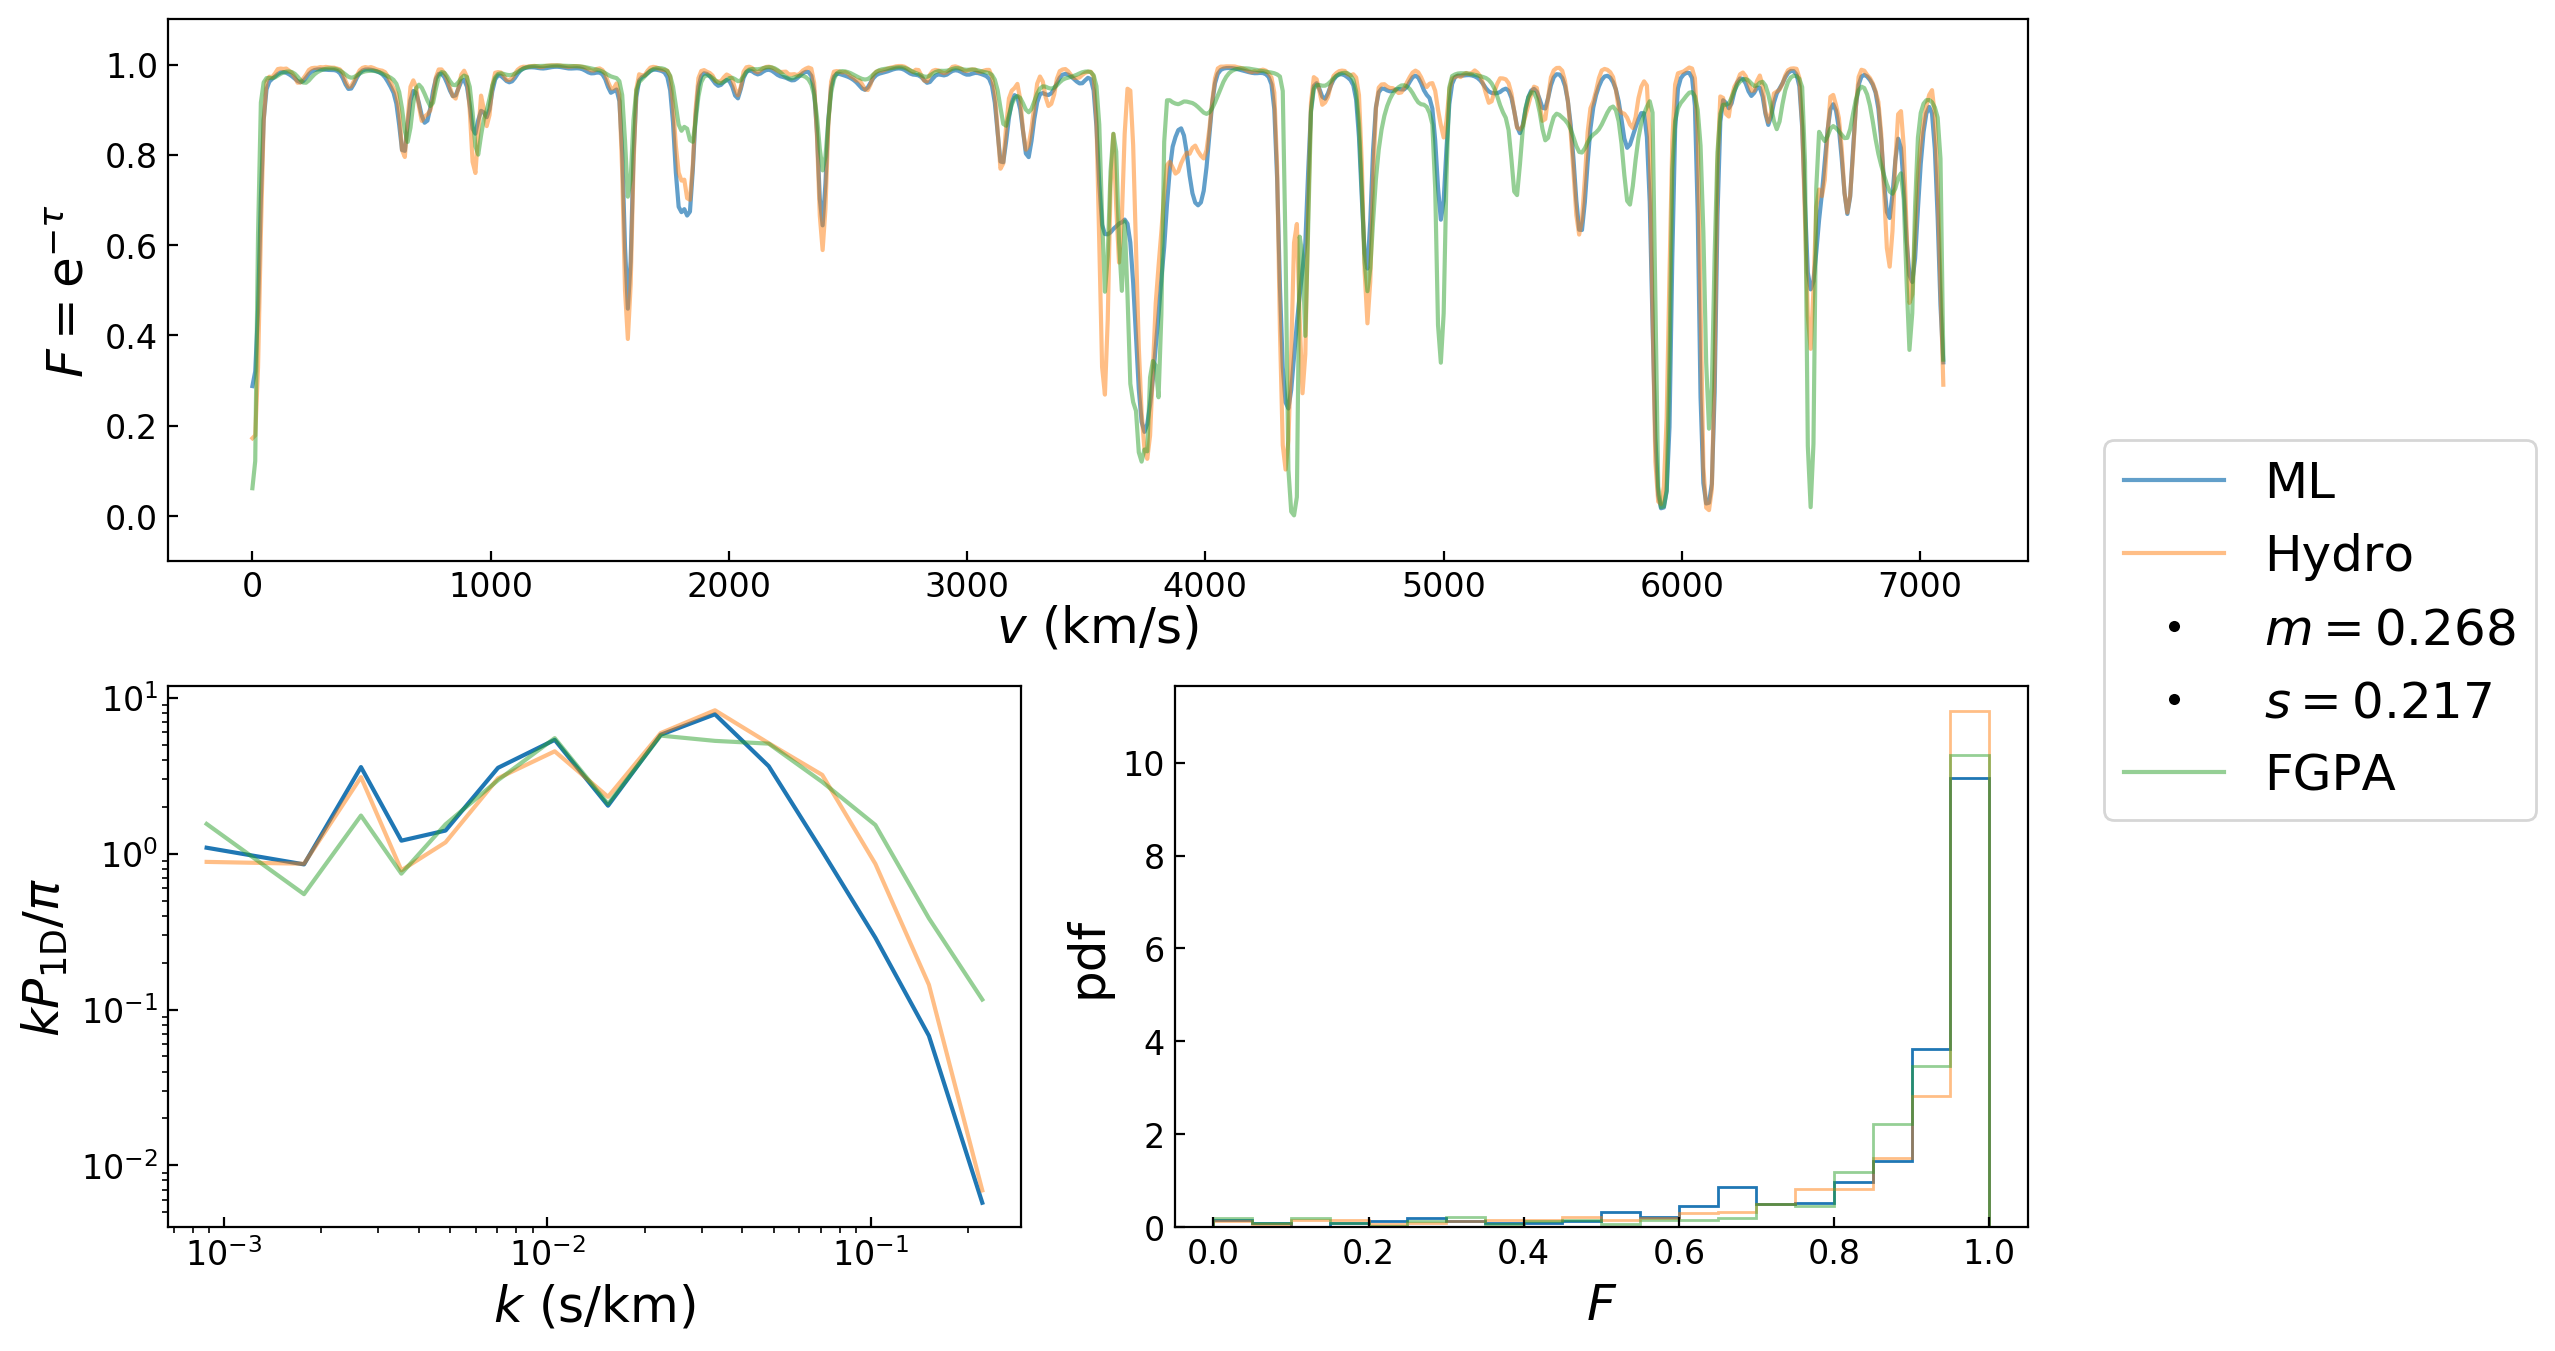 F = e^{−τ}
1.0
0.8
0.6
0.4
0.2
0.0
0 1000 2000 3000 4000 5000 6000 7000
v (km/s)
ML
Hydro
m = 0.268
s = 0.217
FGPA
kP_{1D}/π
10^1
10^0
10^{−1}
10^{−2}
10^{−3} 10^{−2} 10^{−1}
k (s/km)
pdf
10
8
6
4
2
0
0.0 0.2 0.4 0.6 0.8 1.0
F